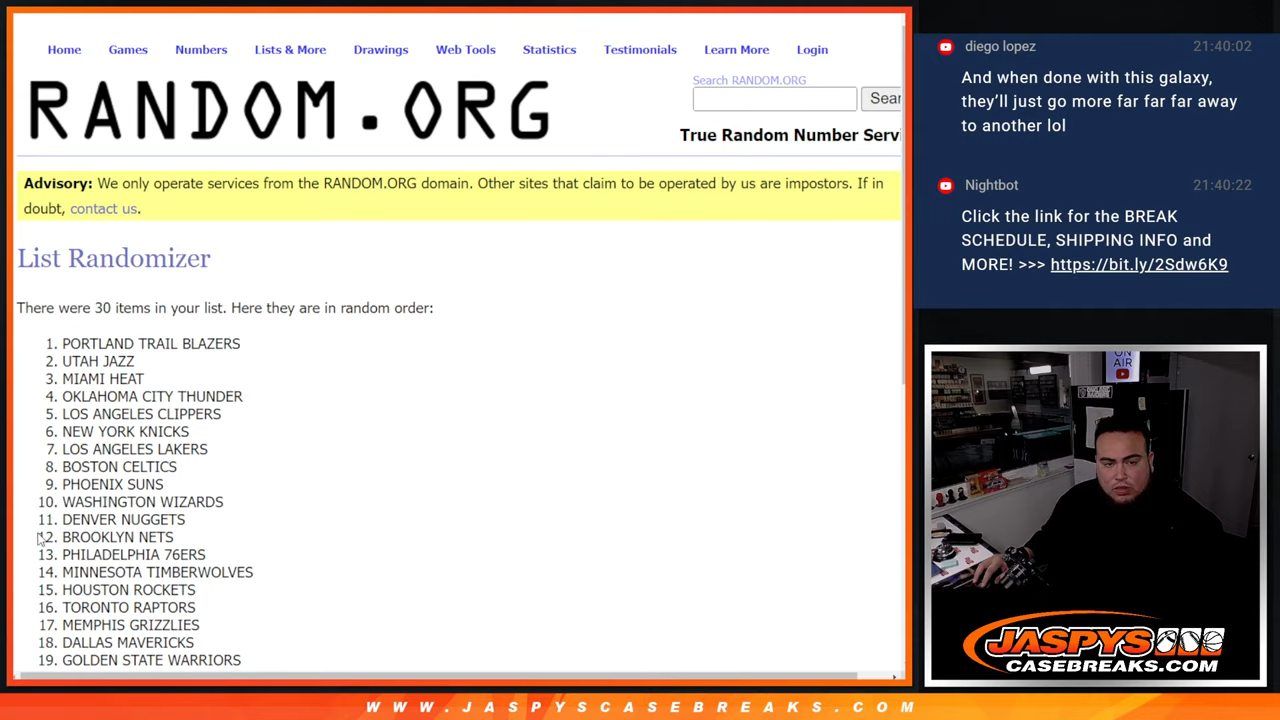 Home Games Numbers Lists & More Drawings Web Tools Statistics Testimonials Learn More Login
RANDOM.ORG
Search RANDOM.ORG
Sear
True Random Number Servi
Advisory: We only operate services from the RANDOM.ORG domain. Other sites that claim to be operated by us are impostors. If in
doubt, contact us.
List Randomizer
There were 30 items in your list. Here they are in random order:
1. PORTLAND TRAIL BLAZERS
2. UTAH JAZZ
3. MIAMI HEAT
4. OKLAHOMA CITY THUNDER
5. LOS ANGELES CLIPPERS
6. NEW YORK KNICKS
7. LOS ANGELES LAKERS
8. BOSTON CELTICS
9. PHOENIX SUNS
10. WASHINGTON WIZARDS
11. DENVER NUGGETS
12. BROOKLYN NETS
13. PHILADELPHIA 76ERS
14. MINNESOTA TIMBERWOLVES
15. HOUSTON ROCKETS
16. TORONTO RAPTORS
17. MEMPHIS GRIZZLIES
18. DALLAS MAVERICKS
19. GOLDEN STATE WARRIORS
diego lopez 21:40:02
And when done with this galaxy,
they'll just go more far far far away
to another lol
Nightbot 21:40:22
Click the link for the BREAK
SCHEDULE, SHIPPING INFO and
MORE! >>> https://bit.ly/2Sdw6K9
ON
AIR
JASPYS
CASEBREAKS.COM
WWW.JASPYSCASEBREAKS.COM